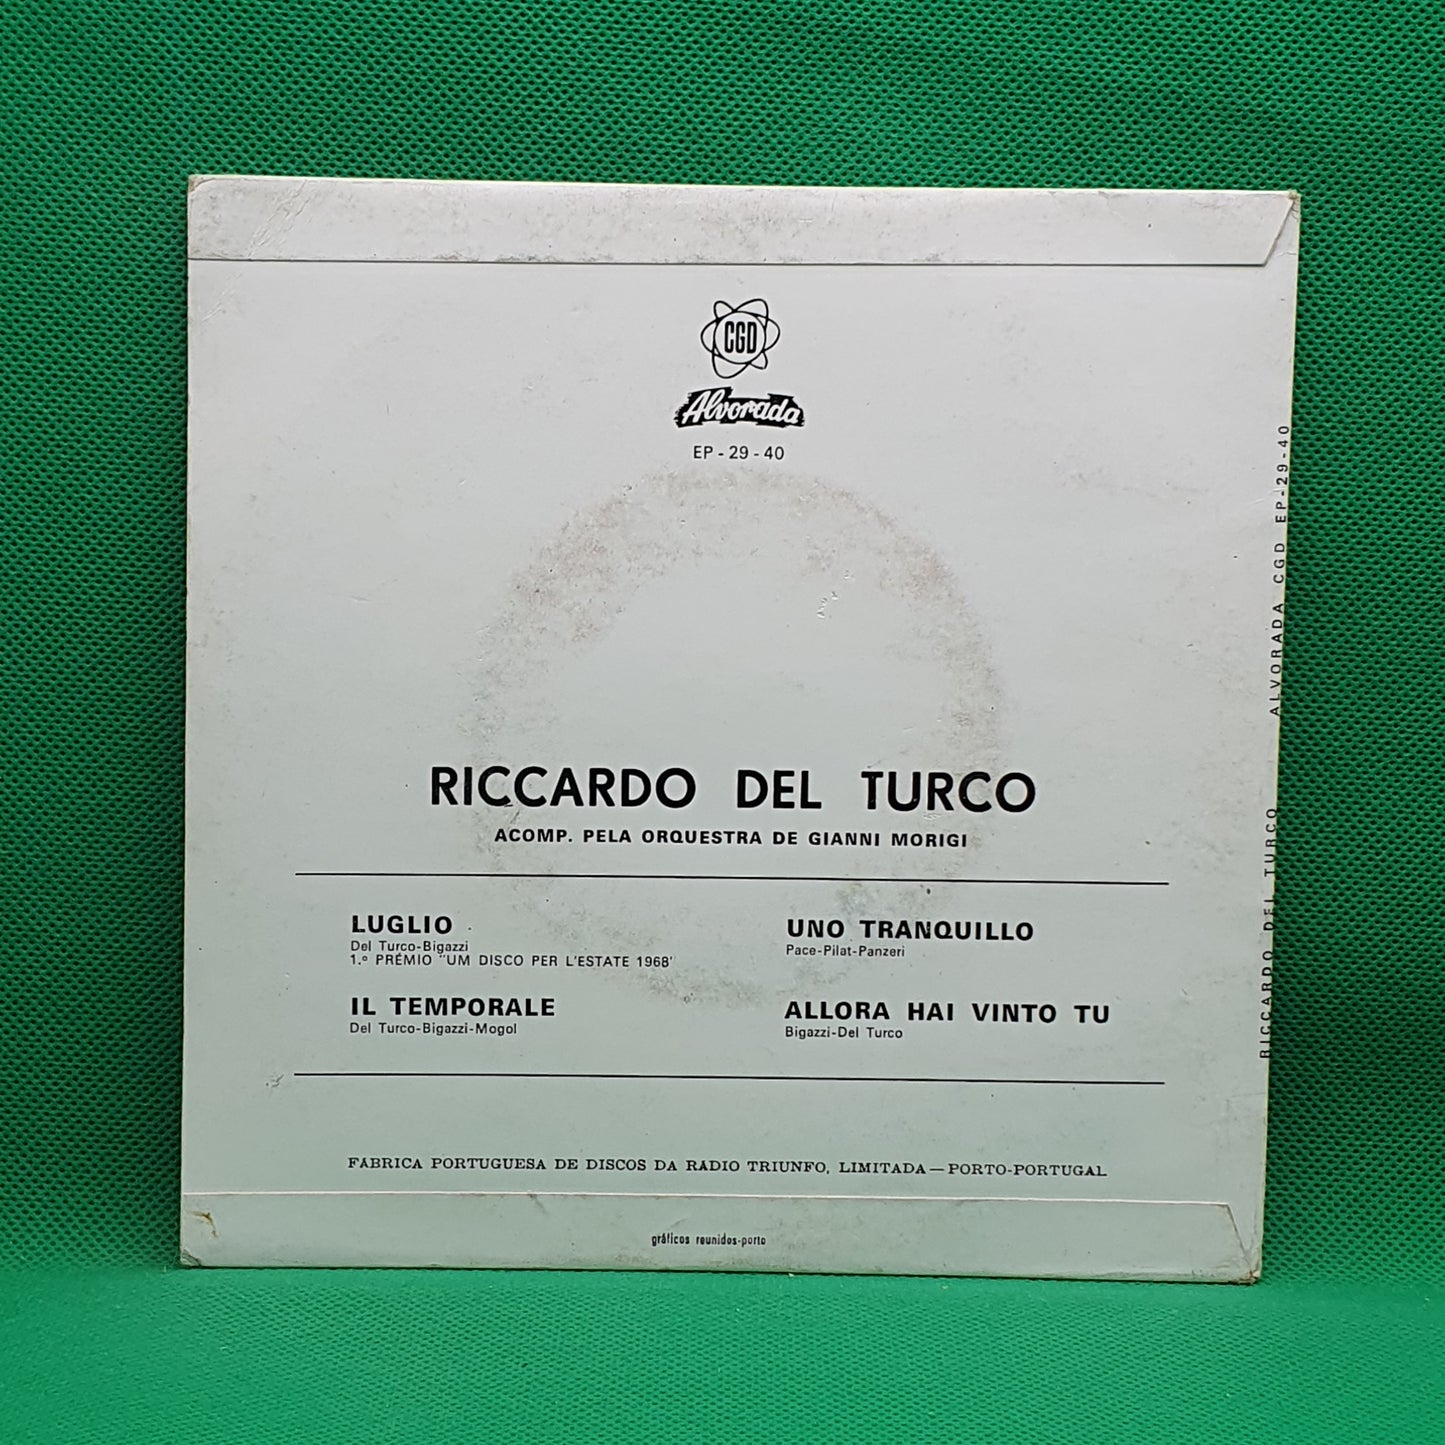 CGD
Alvorada
EP - 29 - 40
RICCARDO DEL TURCO
ACOMP. PELA ORQUESTRA DE GIANNI MORIGI
LUGLIO
Del Turco-Bigazzi
1.º PRÉMIO "UM DISCO PER L'ESTATE 1968'
IL TEMPORALE
Del Turco-Bigazzi-Mogol
UNO TRANQUILLO
Pace-Pilat-Panzeri
ALLORA HAI VINTO TU
Bigazzi-Del Turco
FÁBRICA PORTUGUESA DE DISCOS DA RÁDIO TRIUNFO, LIMITADA — PORTO-PORTUGAL
gráficos reunidos-porto
RICCARDO DEL TURCO ALVORADA CGD EP-29-40